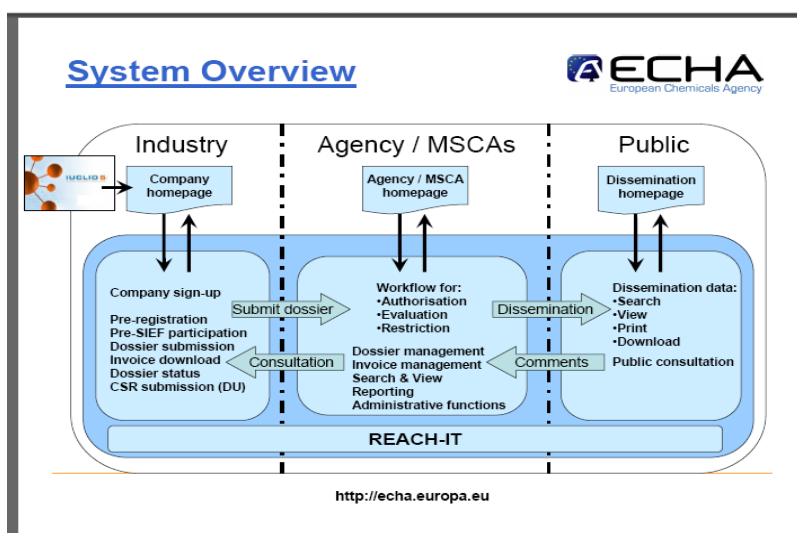 System Overview
ECHA
European Chemicals Agency
Industry
Agency / MSCAs
Public
IUCLID 5
Company
homepage
Agency / MSCA
homepage
Dissemination
homepage
Company sign-up
Pre-registration
Pre-SIEF participation
Dossier submission
Invoice download
Dossier status
CSR submission (DU)
Submit dossier
Consultation
Workflow for:
•Authorisation
•Evaluation
•Restriction
Dossier management
Invoice management
Search & View
Reporting
Administrative functions
Dissemination
Comments
Dissemination data:
•Search
•View
•Print
•Download
Public consultation
REACH-IT
http://echa.europa.eu